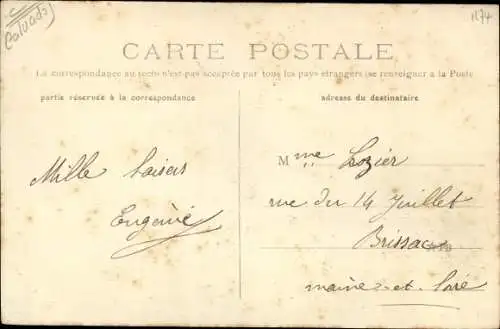 (Calvados)
1174
CARTE POSTALE
La correspondance au recto n'est pas acceptée par tous les pays étrangers (se renseigner à la Poste
partie réservée à la correspondance
adresse du destinataire
Mille baisers
Eugénie
Mme Lozier
rue du 14 Juillet
Brissac
maine-et-loire